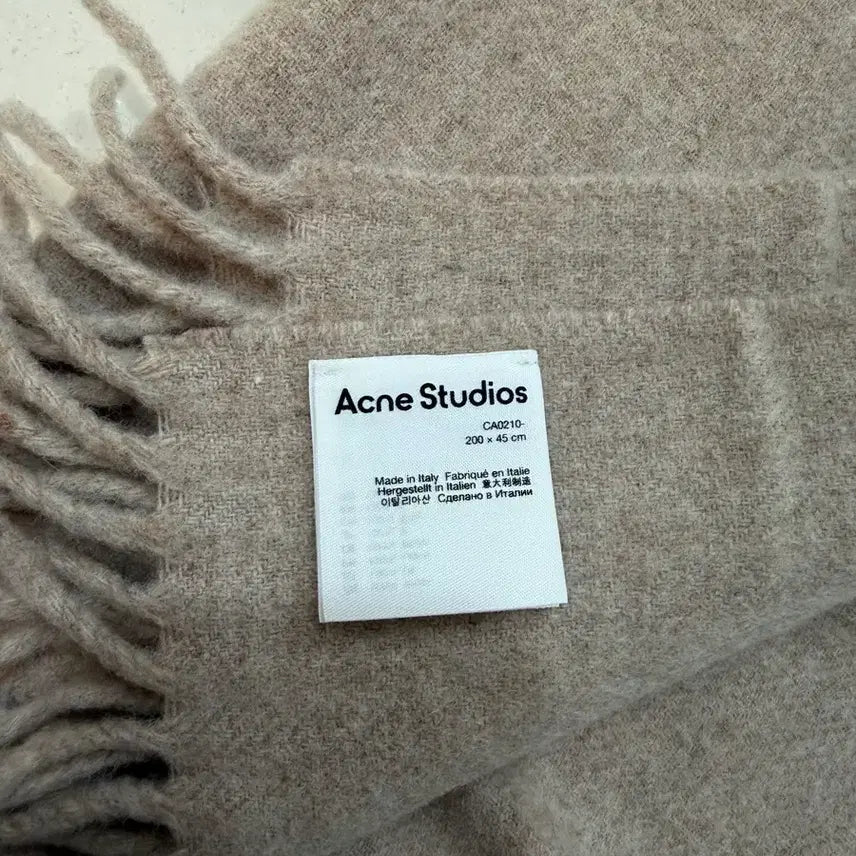 Acne Studios
CA0210-
200 × 45 cm
Made in Italy Fabriqué en Italie
Hergestellt in Italien 意大利制造
이탈리아산 Сделано в Италии